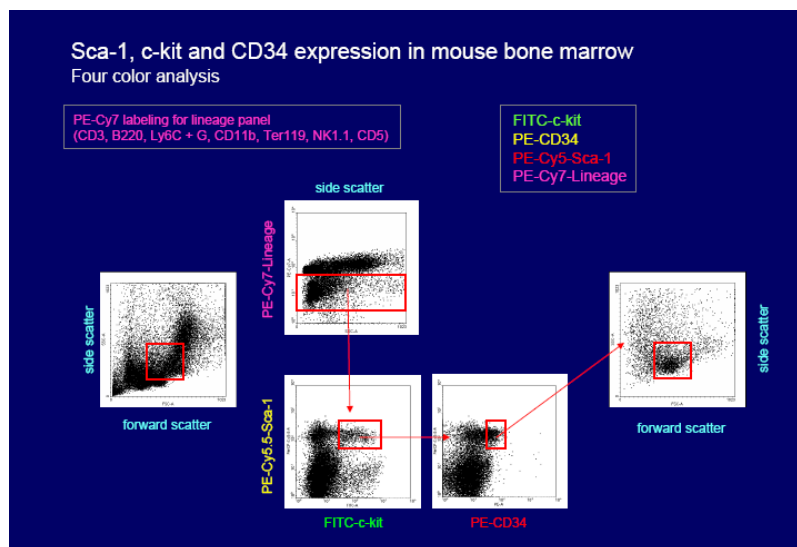 Sca-1, c-kit and CD34 expression in mouse bone marrow
Four color analysis
PE-Cy7 labeling for lineage panel
(CD3, B220, Ly6C + G, CD11b, Ter119, NK1.1, CD5)
FITC-c-kit
PE-CD34
PE-Cy5-Sca-1
PE-Cy7-Lineage
side scatter
PE-Cy7-Lineage
side scatter
forward scatter
FSC-A
PE-Cy5.5-Sca-1
FITC-c-kit
PE-CD34
side scatter
forward scatter
FSC-A